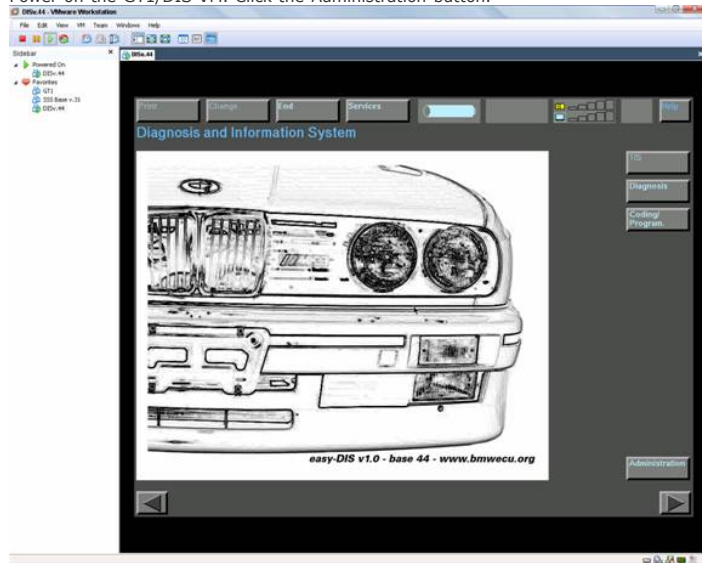 Power on the GT1/DIS VM. Click the Administration button.
DISv.44 - VMware Workstation
File Edit View VM Team Windows Help
Sidebar ×
DISv.44
Powered On
DISv.44
Favorites
GT1
SSS Base v.31
DISv.44
Print Change End Services Help
Diagnosis and Information System
TIS
Diagnosis
Coding/
Program.
easy-DIS v1.0 - base 44 - www.bmwecu.org
Administration